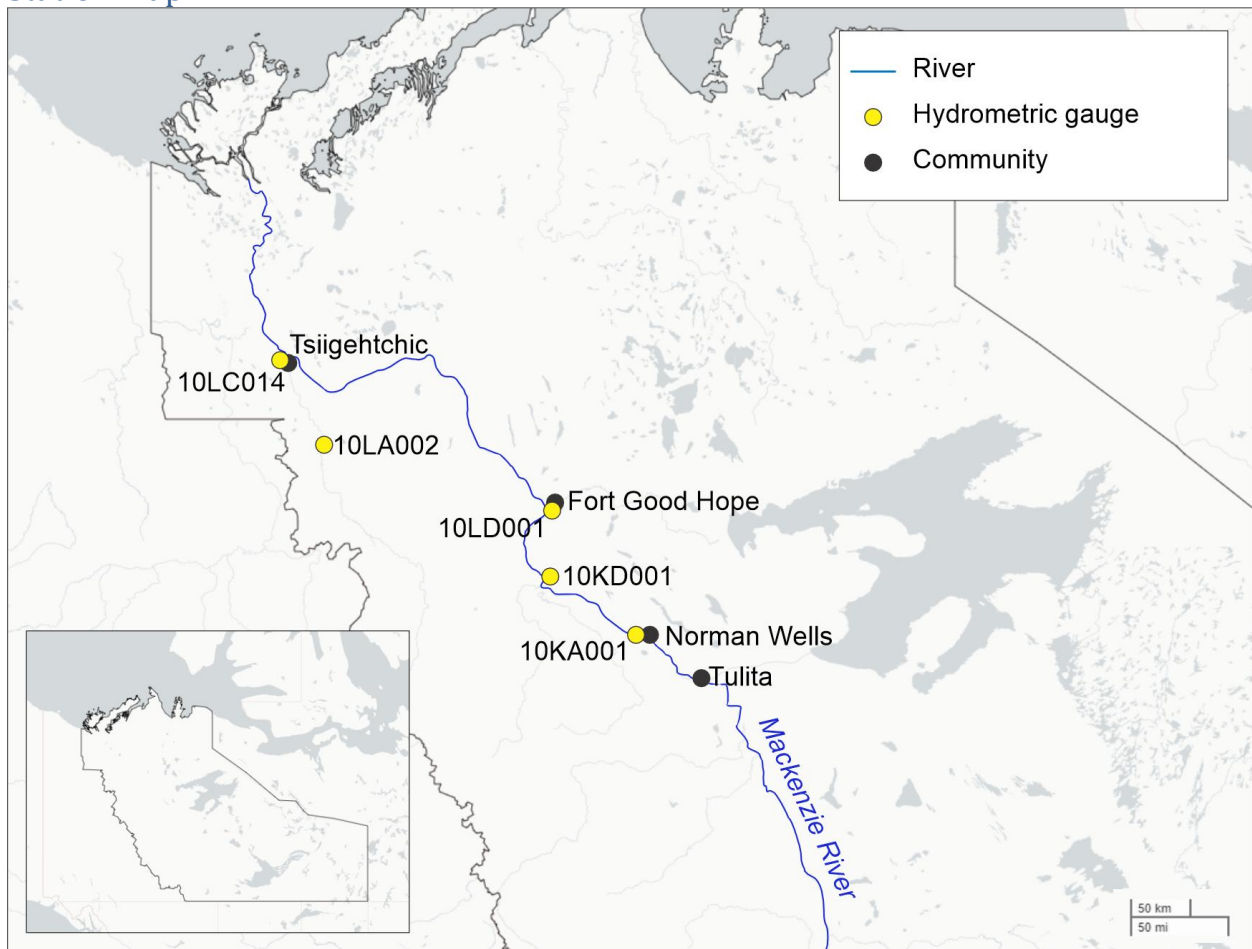 River
Hydrometric gauge
Community
Tsiigehtchic
10LC014
10LA002
Fort Good Hope
10LD001
10KD001
Norman Wells
10KA001
Tulita
Mackenzie River
50 km
50 mi